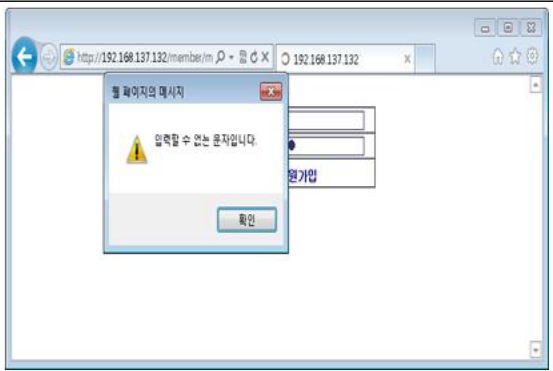 http://192.168.137.132/member/m
192.168.137.132
웹 페이지의 메시지
입력할 수 없는 문자입니다.
확인
원가입